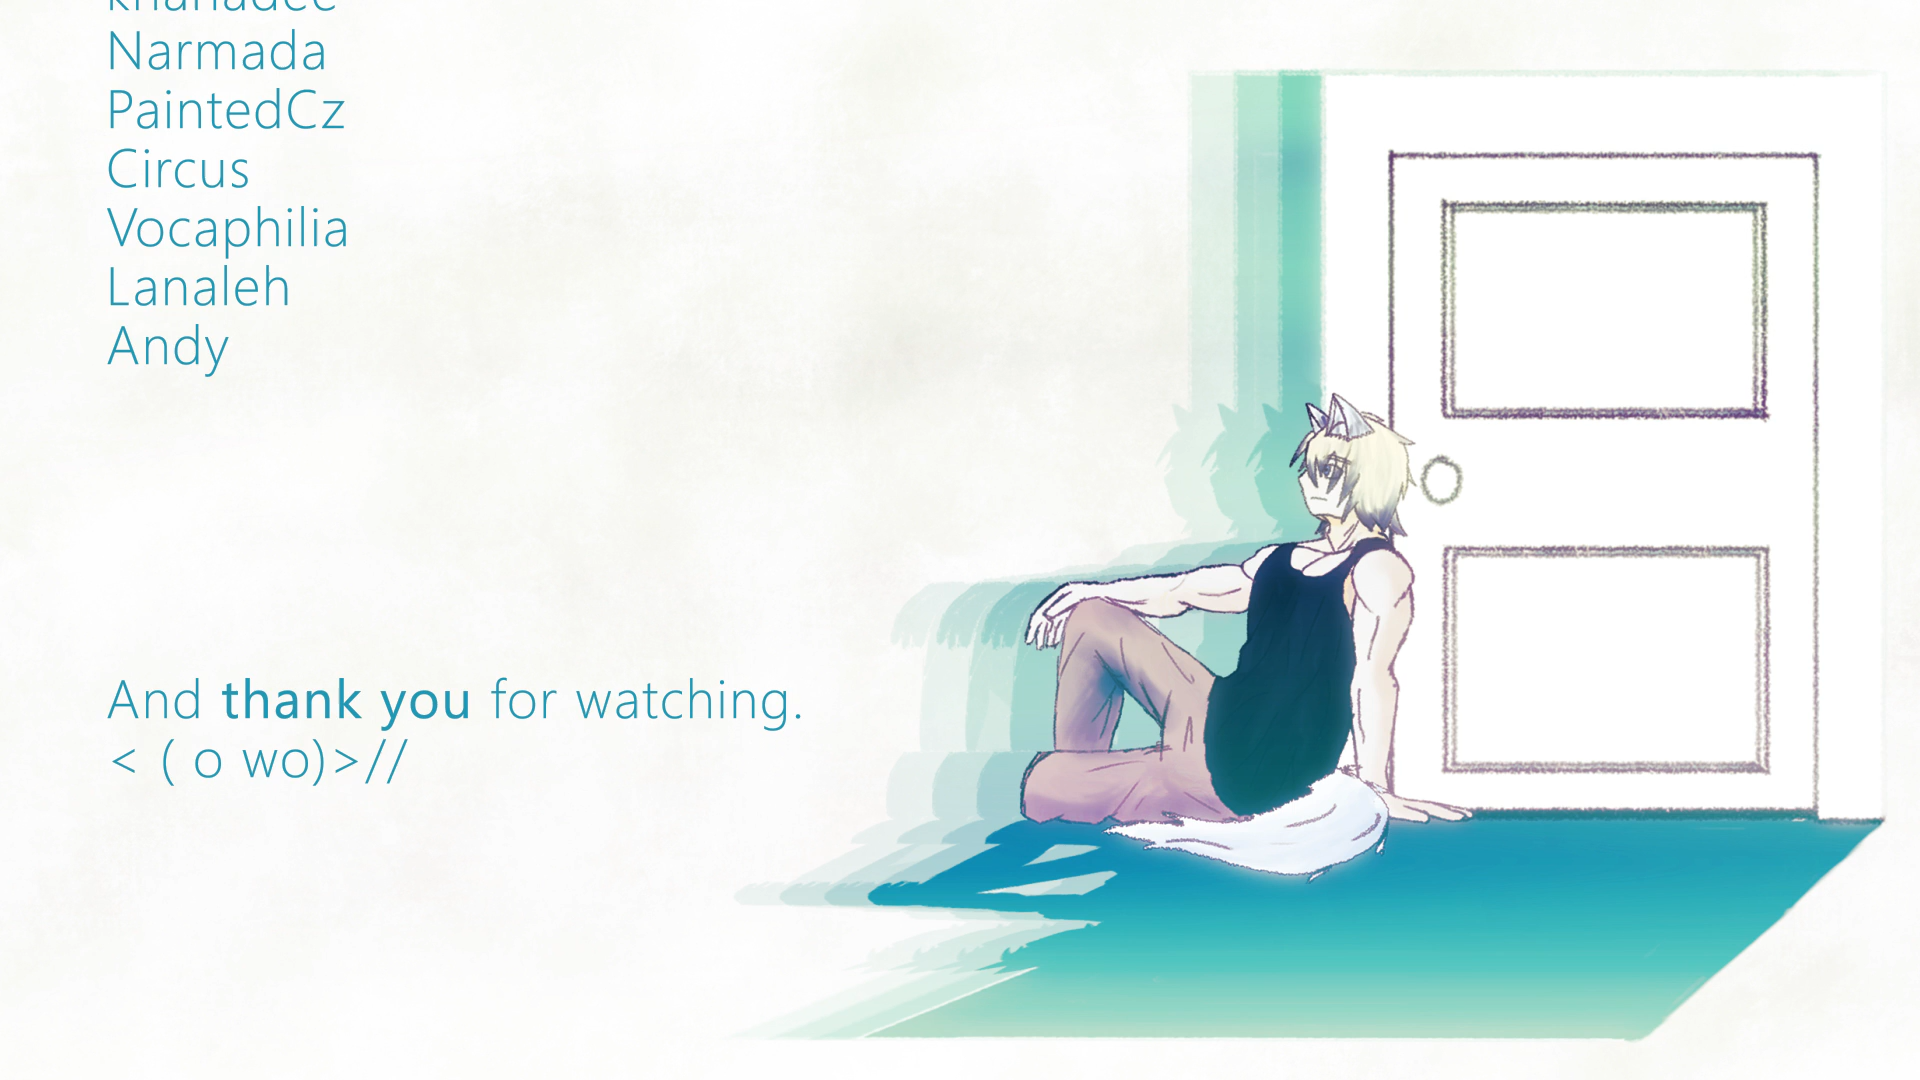 Narmada
PaintedCz
Circus
Vocaphilia
Lanaleh
Andy
And thank you for watching.
< ( o wo)>//